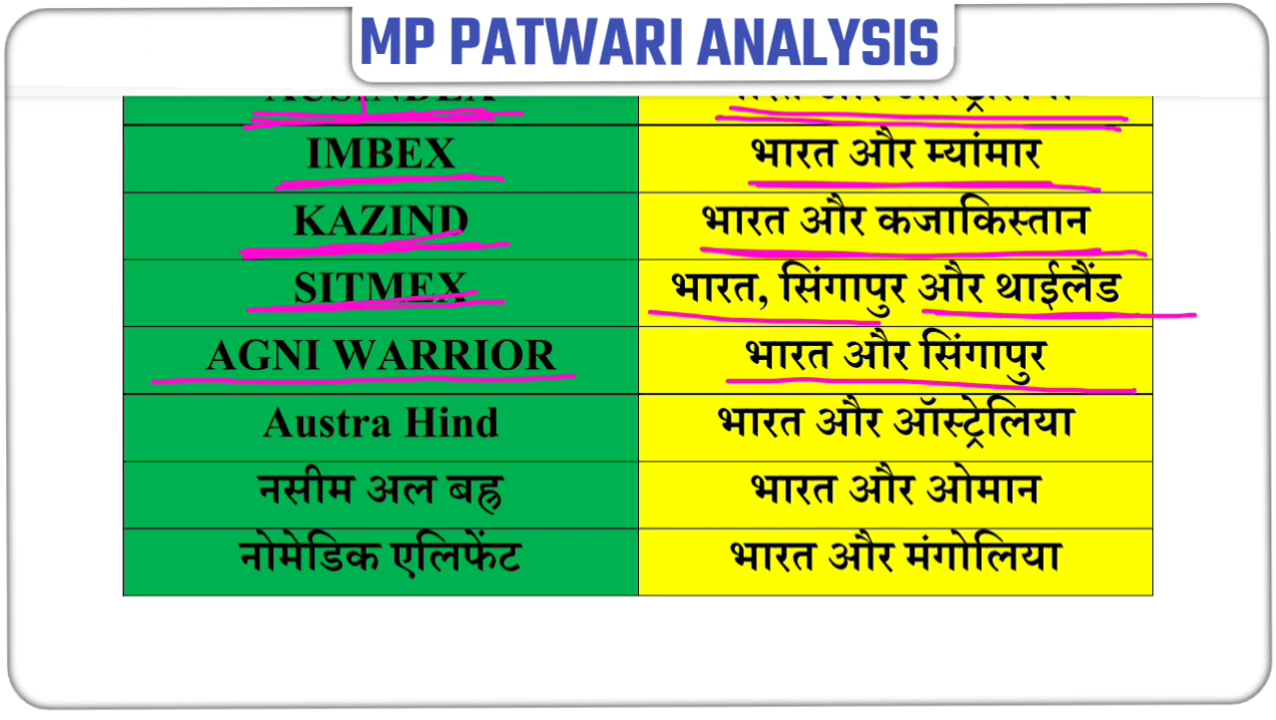 MP PATWARI ANALYSIS
IMBEX
भारत और म्यांमार
KAZIND
भारत और कजाकिस्तान
SITMEX
भारत, सिंगापुर और थाईलैंड
AGNI WARRIOR
भारत और सिंगापुर
Austra Hind
भारत और ऑस्ट्रेलिया
नसीम अल बह्र
भारत और ओमान
नोमेडिक एलिफेंट
भारत और मंगोलिया